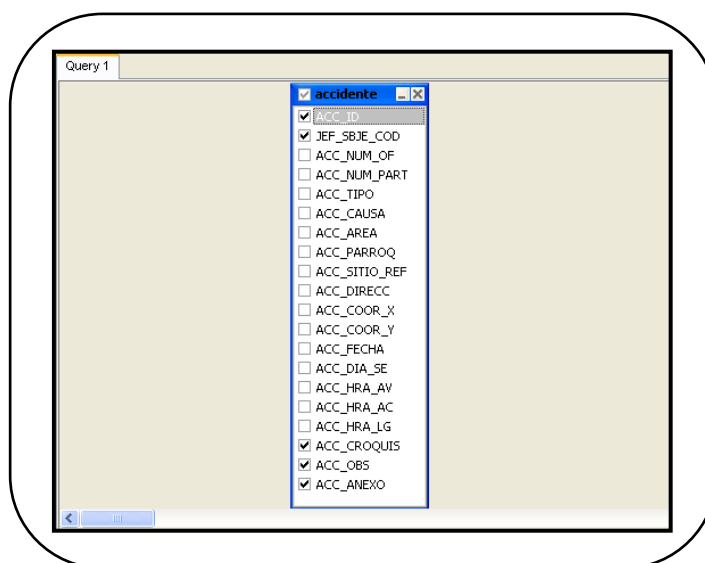 Query 1
accidente
ACC_ID
JEF_SBJE_COD
ACC_NUM_OF
ACC_NUM_PART
ACC_TIPO
ACC_CAUSA
ACC_AREA
ACC_PARROQ
ACC_SITIO_REF
ACC_DIRECC
ACC_COOR_X
ACC_COOR_Y
ACC_FECHA
ACC_DIA_SE
ACC_HRA_AV
ACC_HRA_AC
ACC_HRA_LG
ACC_CROQUIS
ACC_OBS
ACC_ANEXO